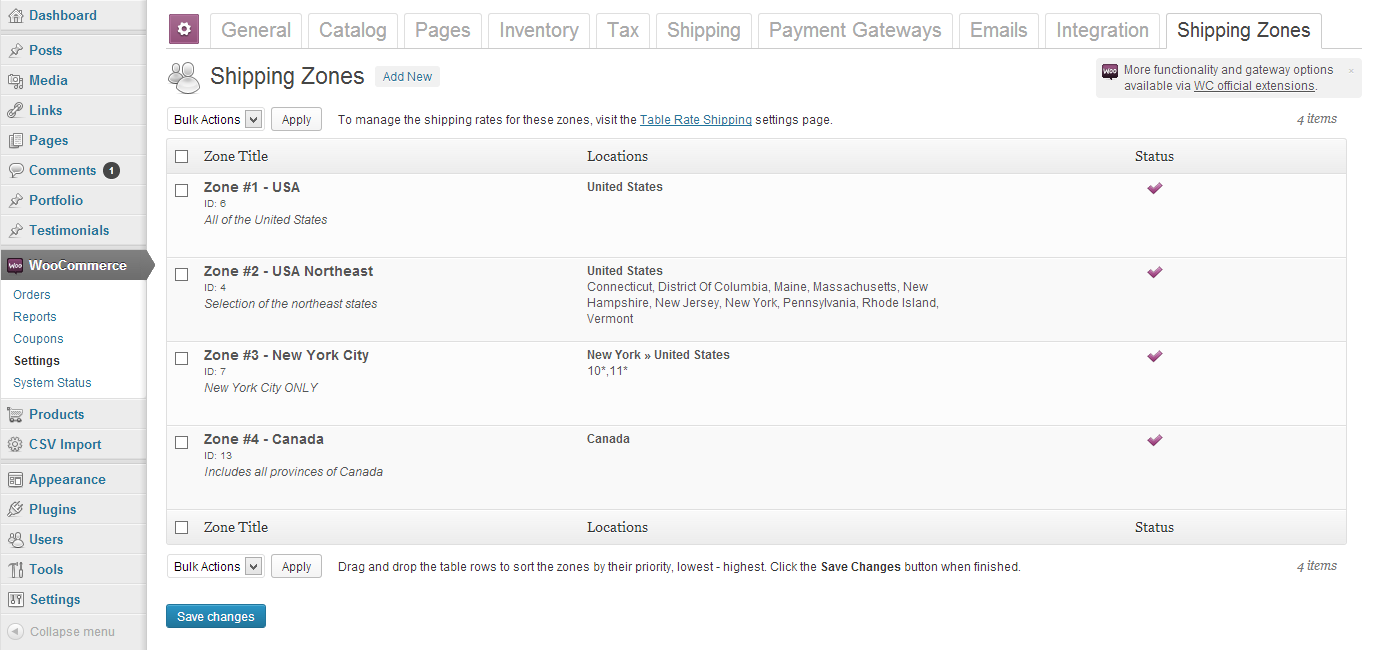 Dashboard
Posts
Media
Links
Pages
Comments 1
Portfolio
Testimonials
WooCommerce
Orders
Reports
Coupons
Settings
System Status
Products
CSV Import
Appearance
Plugins
Users
Tools
Settings
Collapse menu
General Catalog Pages Inventory Tax Shipping Payment Gateways Emails Integration Shipping Zones
Shipping Zones Add New
Woo More functionality and gateway options ×
available via WC official extensions.
Bulk Actions Apply To manage the shipping rates for these zones, visit the Table Rate Shipping settings page. 4 items
Zone Title Locations Status
Zone #1 - USA United States
ID: 6
All of the United States
Zone #2 - USA Northeast United States
ID: 4 Connecticut, District Of Columbia, Maine, Massachusetts, New
Selection of the northeast states Hampshire, New Jersey, New York, Pennsylvania, Rhode Island,
Vermont
Zone #3 - New York City New York » United States
ID: 7 10*,11*
New York City ONLY
Zone #4 - Canada Canada
ID: 13
Includes all provinces of Canada
Zone Title Locations Status
Bulk Actions Apply Drag and drop the table rows to sort the zones by their priority, lowest - highest. Click the Save Changes button when finished. 4 items
Save changes